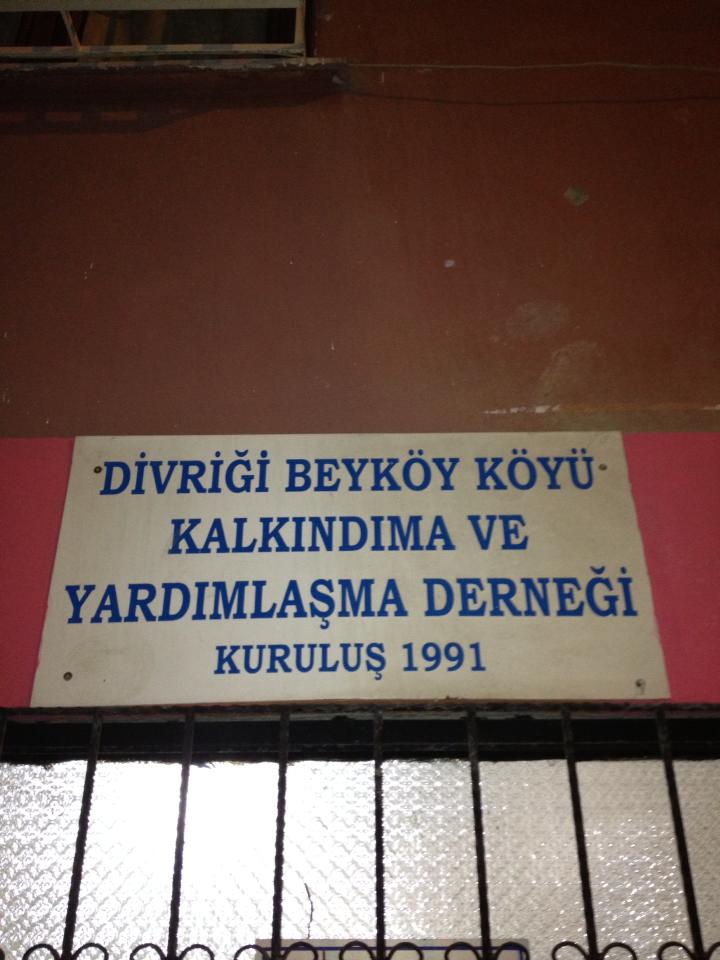 DİVRİĞİ BEYKÖY KÖYÜ
KALKINDIMA VE
YARDIMLAŞMA DERNEĞİ
KURULUŞ 1991